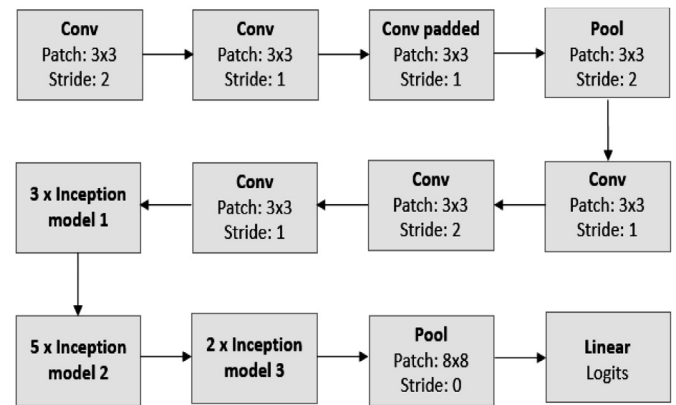 Conv
Patch: 3x3
Stride: 2
Conv
Patch: 3x3
Stride: 1
Conv padded
Patch: 3x3
Stride: 1
Pool
Patch: 3x3
Stride: 2
Conv
Patch: 3x3
Stride: 1
Conv
Patch: 3x3
Stride: 2
Conv
Patch: 3x3
Stride: 1
3 x Inception
model 1
5 x Inception
model 2
2 x Inception
model 3
Pool
Patch: 8x8
Stride: 0
Linear
Logits